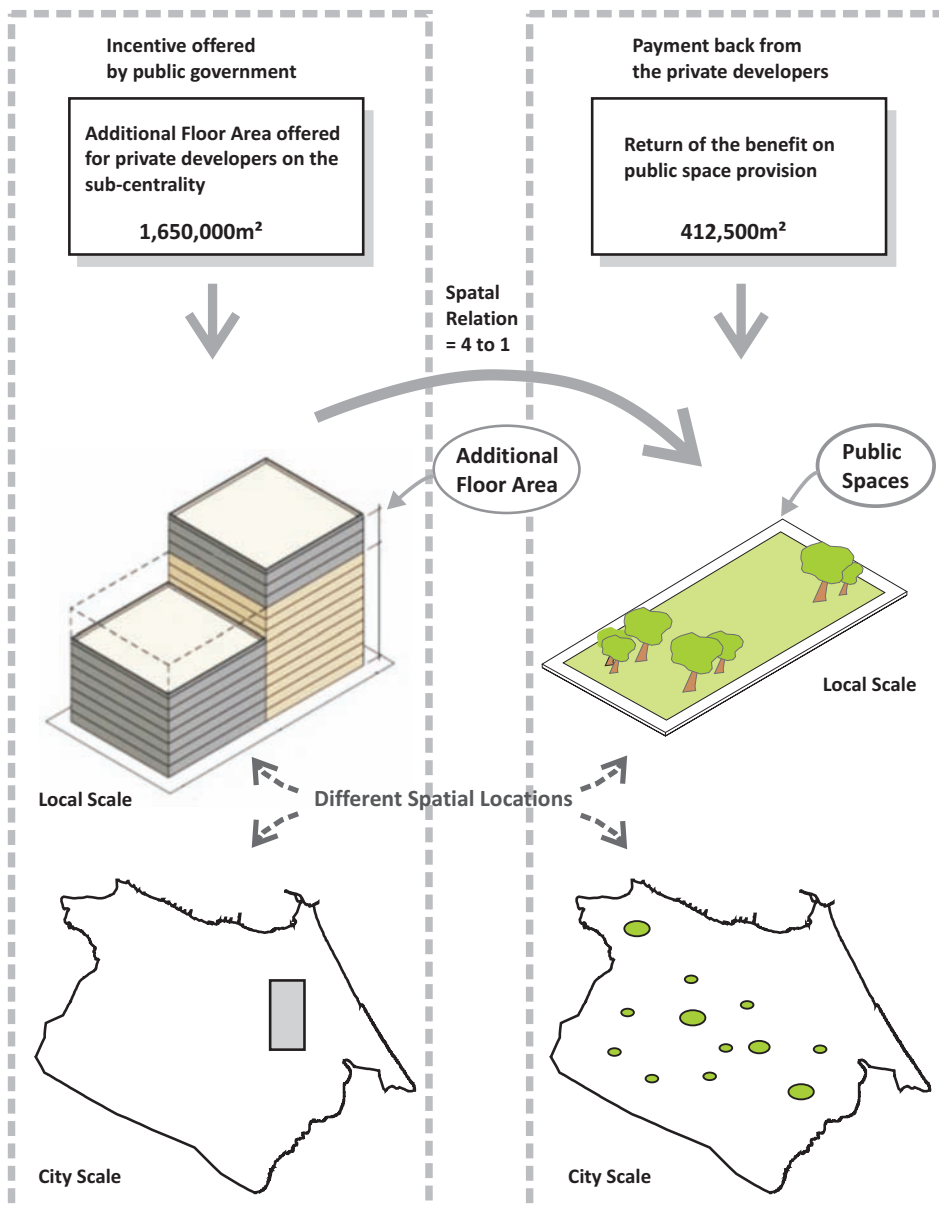 Incentive offered
by public government
Additional Floor Area offered
for private developers on the
sub-centrality
1,650,000m²
Payment back from
the private developers
Return of the benefit on
public space provision
412,500m²
Spatal
Relation
= 4 to 1
Additional
Floor Area
Public
Spaces
Local Scale
Local Scale
Different Spatial Locations
City Scale
City Scale